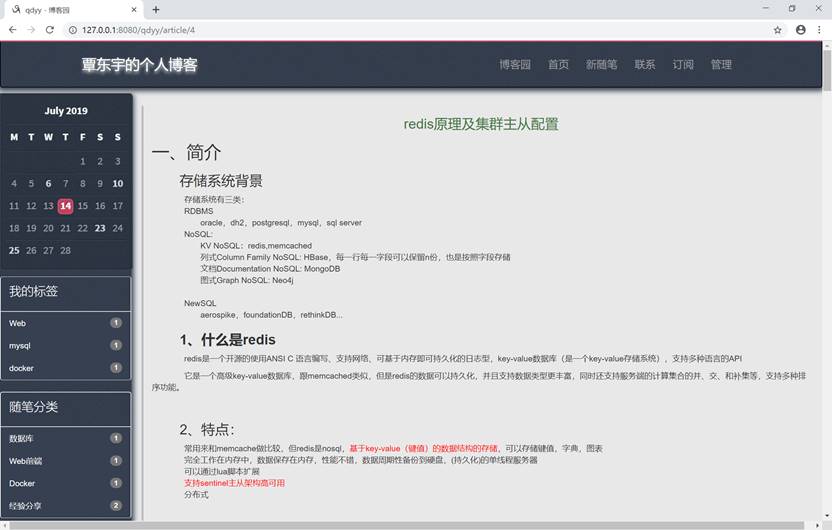 qdyy - 博客园
127.0.0.1:8080/qdyy/article/4
覃东宇的个人博客
博客园 首页 新随笔 联系 订阅 管理
July 2019
M T W T F S S
1 2 3
4 5 6 7 8 9 10
11 12 13 14 15 16 17
18 19 20 21 22 23 24
25 26 27 28
我的标签
Web 1
mysql 1
docker 1
随笔分类
数据库 1
Web前端 1
Docker 1
经验分享 2
redis原理及集群主从配置
一、简介
存储系统背景
存储系统有三类:
RDBMS
oracle，dh2，postgresql，mysql，sql server
NoSQL:
KV NoSQL：redis,memcached
列式Column Family NoSQL: HBase，每一行每一字段可以保留n份，也是按照字段存储
文档Documentation NoSQL: MongoDB
图式Graph NoSQL: Neo4j
NewSQL
aerospike，foundationDB，rethinkDB...
1、什么是redis
redis是一个开源的使用ANSI C 语言编写、支持网络、可基于内存即可持久化的日志型，key-value数据库（是一个key-value存储系统），支持多种语言的API
它是一个高级key-value数据库，跟memcached类似，但是redis的数据可以持久化，并且支持数据类型更丰富，同时还支持服务端的计算集合的并、交、和补集等，支持多种排
序功能。
2、特点：
常用来和memcache做比较，但redis是nosql，基于key-value（键值）的数据结构的存储，可以存储键值，字典，图表
完全工作在内存中，数据保存在内存，性能不错，数据周期性备份到硬盘，(持久化)的单线程服务器
可以通过lua脚本扩展
支持sentinel主从架构高可用
分布式